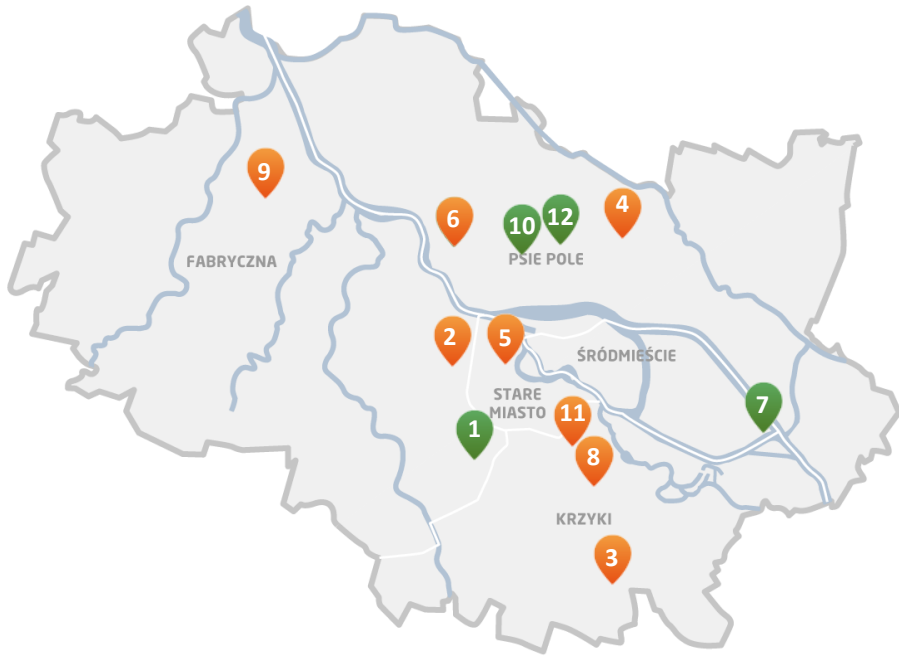 9
6
10
12
4
FABRYCZNA
PSIE POLE
2
5
ŚRÓDMIEŚCIE
STARE
MIASTO
7
11
1
8
KRZYKI
3